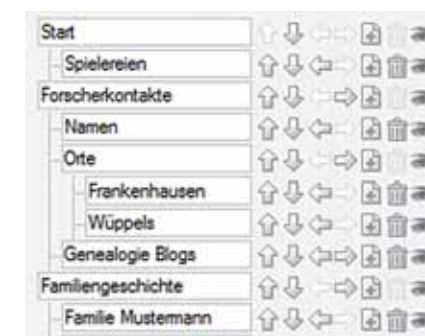 Start
Spielereien
Forscherkontakte
Namen
Orte
Frankenhausen
Wüppels
Genealogie Blogs
Familiengeschichte
Familie Mustermann